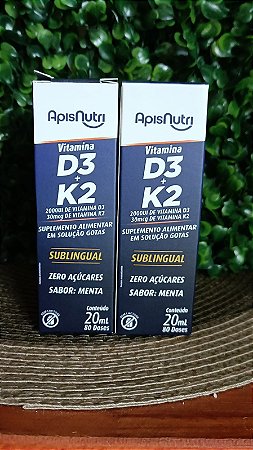 ApisNutri
Vitamina
D3
+
K2
2000UI DE VITAMINA D3
30mcg DE VITAMINA K2
SUPLEMENTO ALIMENTAR
EM SOLUÇÃO GOTAS
SUBLINGUAL
ZERO AÇÚCARES
SABOR: MENTA
Conteúdo
20ml
80 Doses
ApisNutri
Vitamina
D3
+
K2
2000UI DE VITAMINA D3
30mcg DE VITAMINA K2
SUPLEMENTO ALIMENTAR
EM SOLUÇÃO GOTAS
SUBLINGUAL
ZERO AÇÚCARES
SABOR: MENTA
Conteúdo
20ml
80 Doses